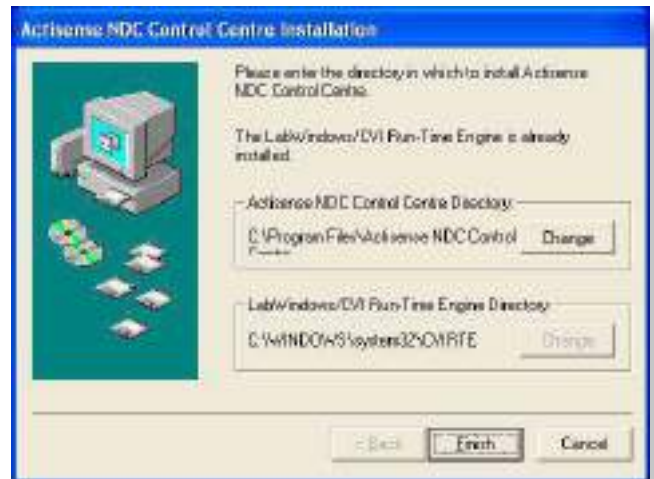 Actisense NDC Control Centre Installation
Please enter the directory in which to install Actisense
NDC Control Centre.
The LabWindows/CVI Run-Time Engine is already
installed.
Actisense NDC Control Centre Directory:
C:\Program Files\Actisense NDC Control
Change
LabWindows/CVI Run-Time Engine Directory:
C:\WINDOWS\system32\CVIRTE
Change
< Back
Finish
Cancel